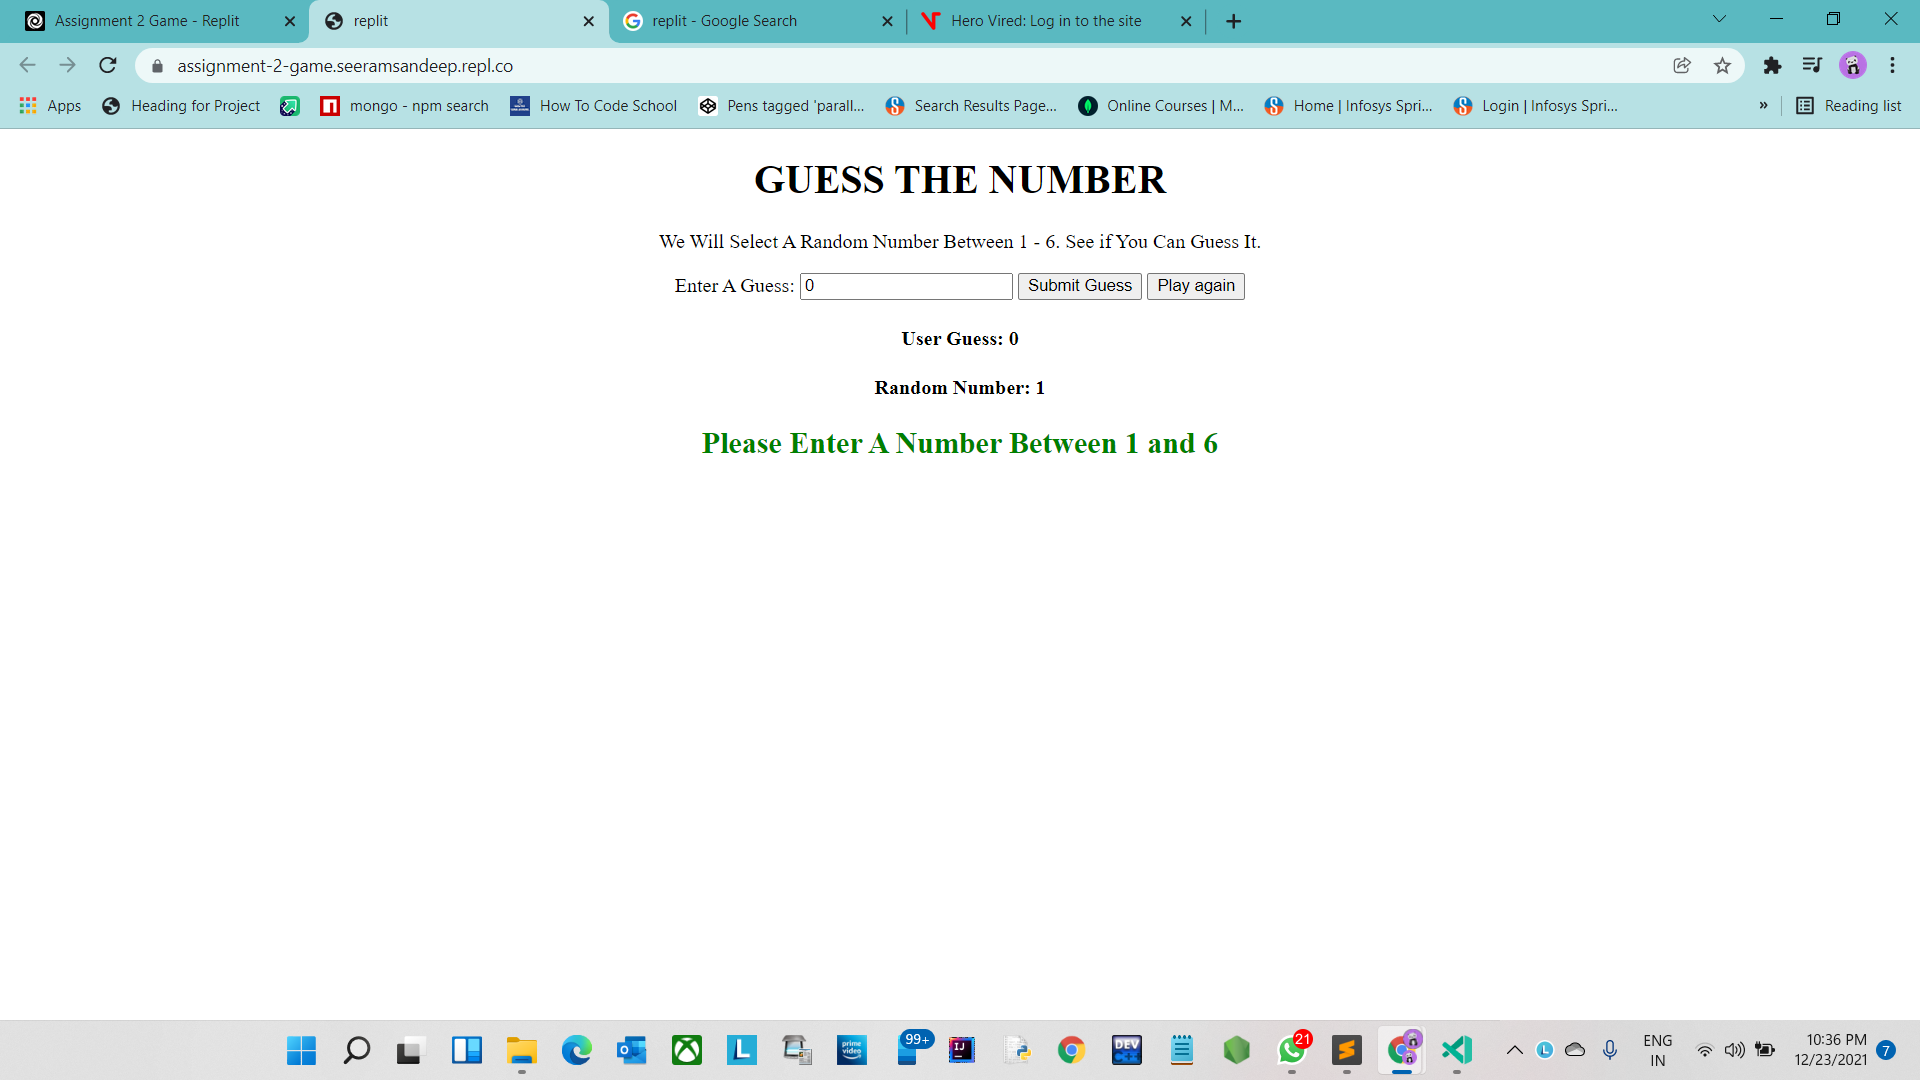 Assignment 2 Game - Replit
replit
replit - Google Search
Hero Vired: Log in to the site
assignment-2-game.seeramsandeep.repl.co
Apps
Heading for Project
mongo - npm search
How To Code School
Pens tagged 'parall...
Search Results Page...
Online Courses | M...
Home | Infosys Spri...
Login | Infosys Spri...
»
Reading list
GUESS THE NUMBER
We Will Select A Random Number Between 1 - 6. See if You Can Guess It.
Enter A Guess: 0 Submit Guess Play again
User Guess: 0
Random Number: 1
Please Enter A Number Between 1 and 6
L
prime video
99+
IJ
DEV C++
21
L
ENG
IN
10:36 PM
12/23/2021
7